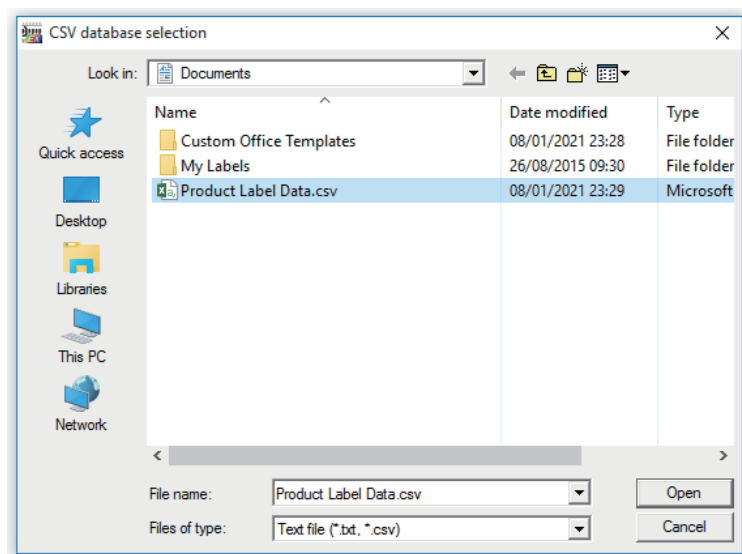 CSV database selection
Look in: Documents
Name Date modified Type
Custom Office Templates 08/01/2021 23:28 File folder
My Labels 26/08/2015 09:30 File folder
Product Label Data.csv 08/01/2021 23:29 Microsoft
Quick access
Desktop
Libraries
This PC
Network
File name: Product Label Data.csv Open
Files of type: Text file (*.txt, *.csv) Cancel